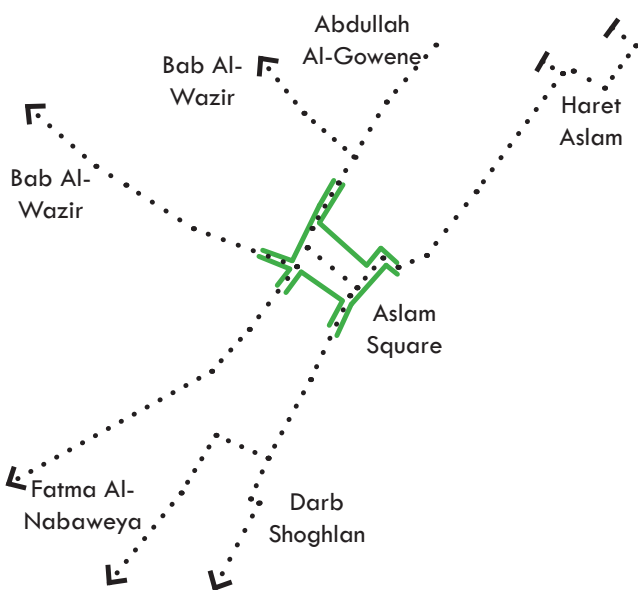 Abdullah
Al-Gowene
Bab Al-
Wazir
Haret
Aslam
Bab Al-
Wazir
Aslam
Square
Fatma Al-
Nabaweya
Darb
Shoghlan